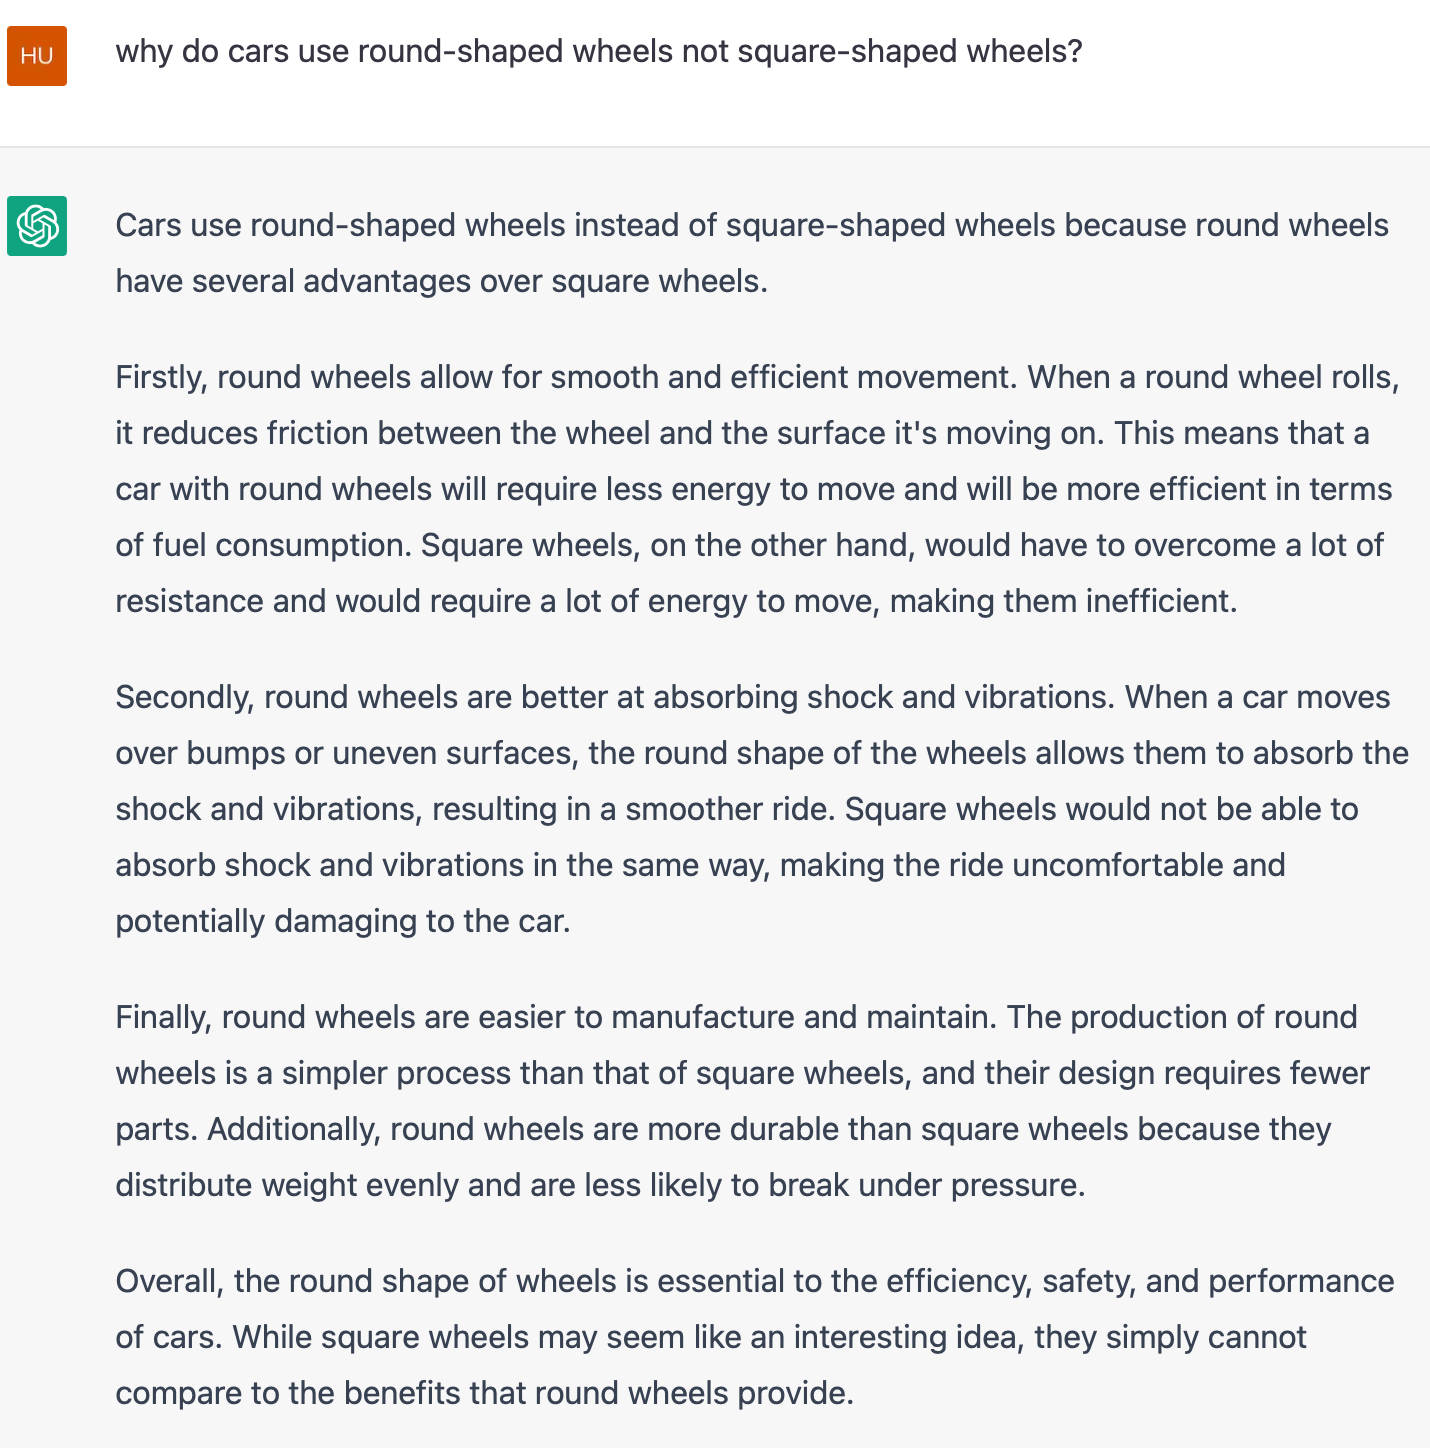 HU
why do cars use round-shaped wheels not square-shaped wheels?
Cars use round-shaped wheels instead of square-shaped wheels because round wheels
have several advantages over square wheels.
Firstly, round wheels allow for smooth and efficient movement. When a round wheel rolls,
it reduces friction between the wheel and the surface it's moving on. This means that a
car with round wheels will require less energy to move and will be more efficient in terms
of fuel consumption. Square wheels, on the other hand, would have to overcome a lot of
resistance and would require a lot of energy to move, making them inefficient.
Secondly, round wheels are better at absorbing shock and vibrations. When a car moves
over bumps or uneven surfaces, the round shape of the wheels allows them to absorb the
shock and vibrations, resulting in a smoother ride. Square wheels would not be able to
absorb shock and vibrations in the same way, making the ride uncomfortable and
potentially damaging to the car.
Finally, round wheels are easier to manufacture and maintain. The production of round
wheels is a simpler process than that of square wheels, and their design requires fewer
parts. Additionally, round wheels are more durable than square wheels because they
distribute weight evenly and are less likely to break under pressure.
Overall, the round shape of wheels is essential to the efficiency, safety, and performance
of cars. While square wheels may seem like an interesting idea, they simply cannot
compare to the benefits that round wheels provide.